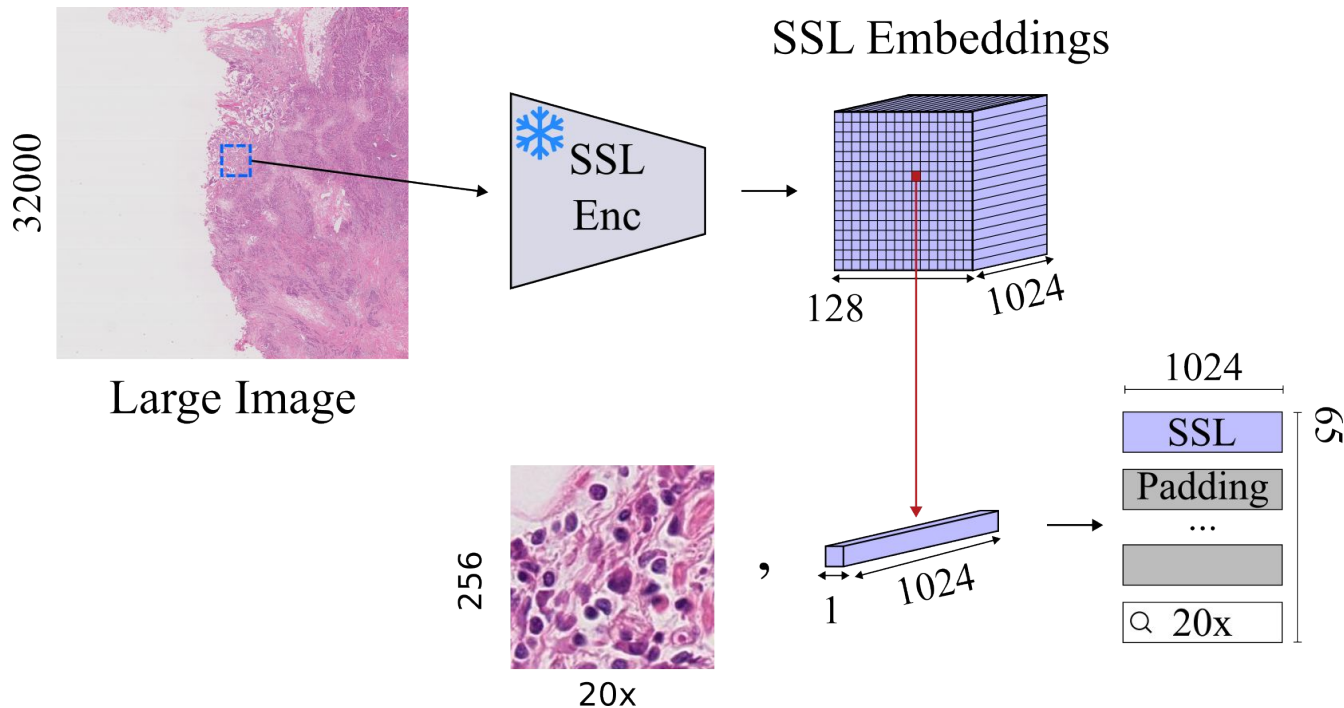 SSL Embeddings
32000
SSL
Enc
128
1024
Large Image
1024
65
SSL
Padding
...
20x
256
,
1
1024
20x